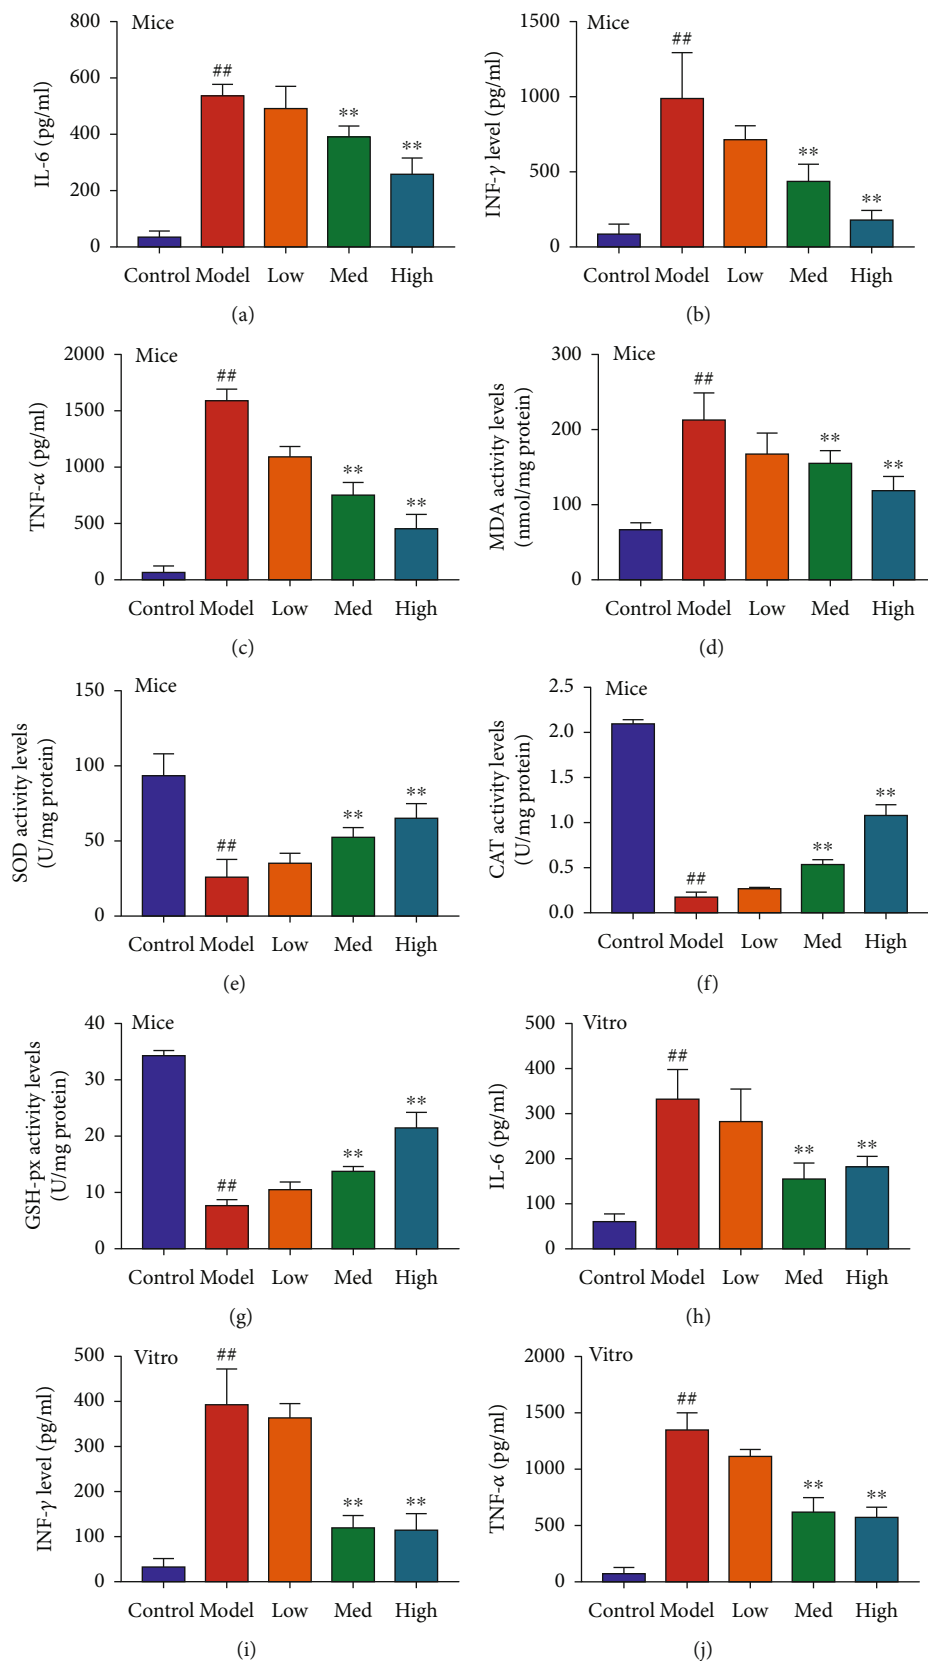 Mice
IL-6 (pg/ml)
800
600
400
200
0
##
**
**
Control Model Low Med High
(a)
Mice
INF-γ level (pg/ml)
1500
1000
500
0
##
**
**
Control Model Low Med High
(b)
Mice
TNF-α (pg/ml)
2000
1500
1000
500
0
##
**
**
Control Model Low Med High
(c)
Mice
MDA activity levels
(nmol/mg protein)
300
200
100
0
##
**
**
Control Model Low Med High
(d)
Mice
SOD activity levels
(U/mg protein)
150
100
50
0
##
**
**
Control Model Low Med High
(e)
Mice
CAT activity levels
(U/mg protein)
2.5
2.0
1.5
1.0
0.5
0.0
##
**
**
Control Model Low Med High
(f)
Mice
GSH-px activity levels
(U/mg protein)
40
30
20
10
0
##
**
**
Control Model Low Med High
(g)
Vitro
IL-6 (pg/ml)
500
400
300
200
100
0
##
**
**
Control Model Low Med High
(h)
Vitro
INF-γ level (pg/ml)
500
400
300
200
100
0
##
**
**
Control Model Low Med High
(i)
Vitro
TNF-α (pg/ml)
2000
1500
1000
500
0
##
**
**
Control Model Low Med High
(j)